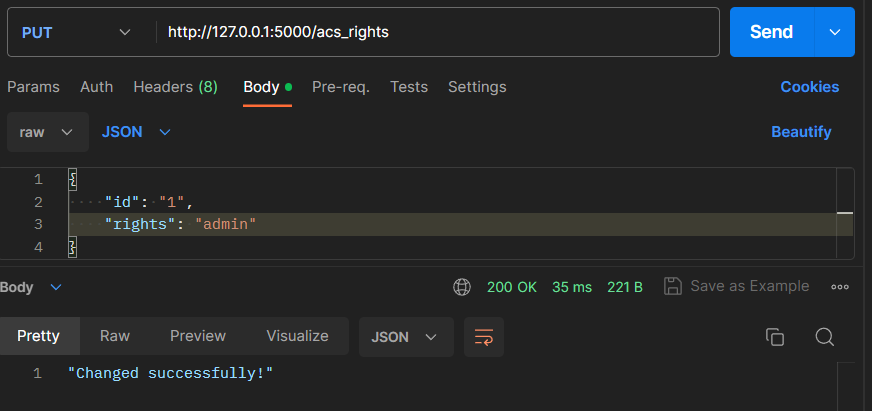 PUT http://127.0.0.1:5000/acs_rights Send
Params Auth Headers (8) Body Pre-req. Tests Settings Cookies
raw JSON Beautify
1 {
2 "id": "1",
3 "rights": "admin"
4 }
Body 200 OK 35 ms 221 B Save as Example
Pretty Raw Preview Visualize JSON
1 "Changed successfully!"